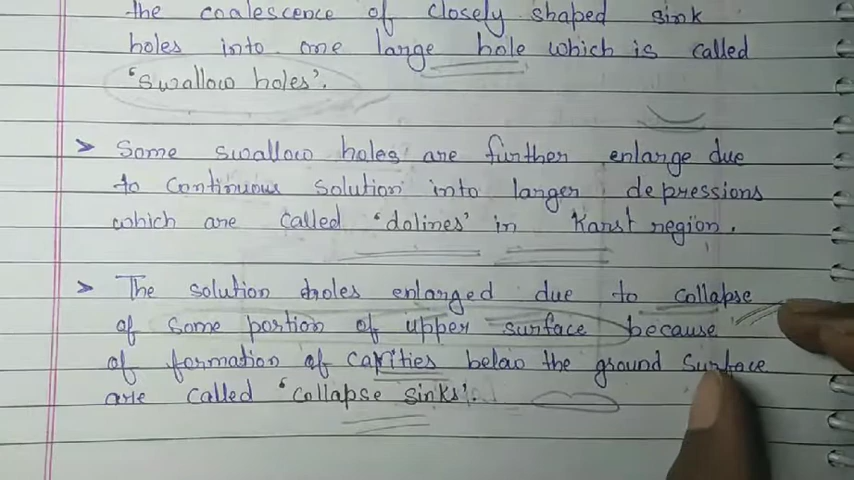 the coalescence of closely shaped sink
holes into one large hole which is called
'swallow holes'.
> Some swallow holes are further enlarge due
to continuous solution into larger depressions
which are called 'dolines' in Karst region.
> The solution holes enlarged due to collapse
of some portion of upper surface because
of formation of cavities below the ground surface
are called 'collapse sinks'.